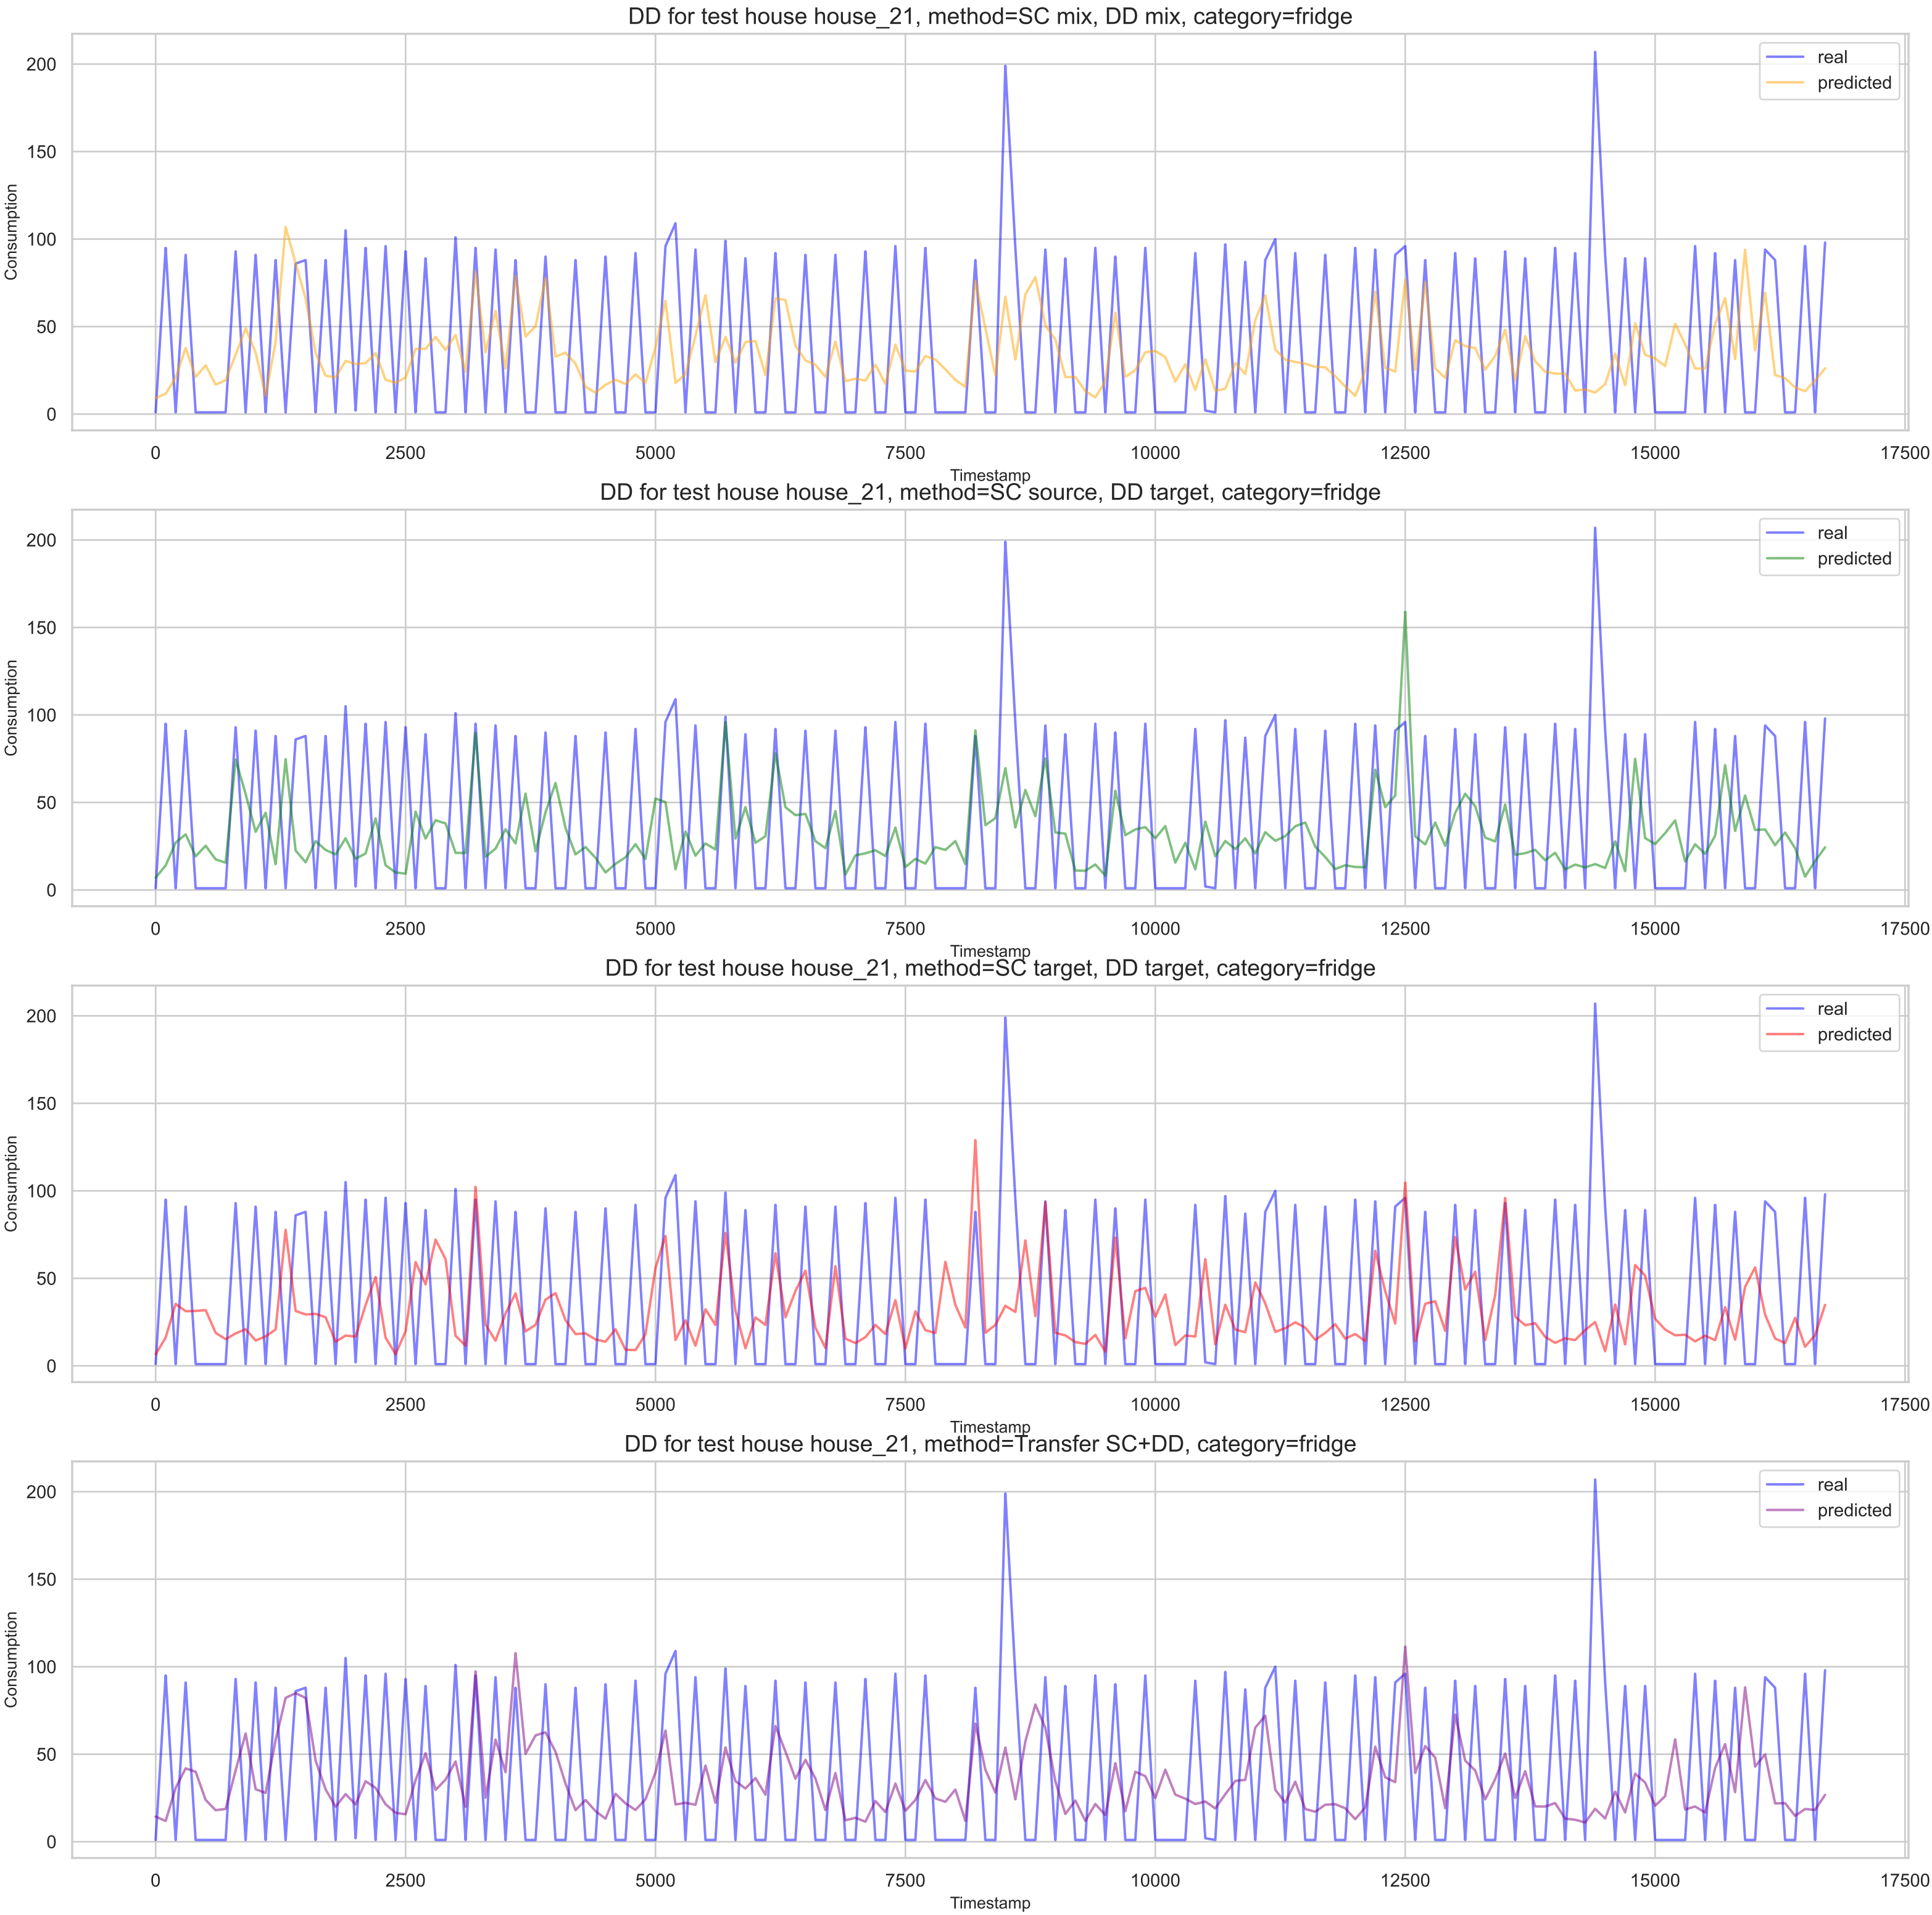 DD for test house house_21, method=SC mix, DD mix, category=fridge
200
150
100
50
0
Consumption
real
predicted
0 2500 5000 7500 10000 12500 15000 17500
Timestamp
DD for test house house_21, method=SC source, DD target, category=fridge
200
150
100
50
0
Consumption
real
predicted
0 2500 5000 7500 10000 12500 15000 17500
Timestamp
DD for test house house_21, method=SC target, DD target, category=fridge
200
150
100
50
0
Consumption
real
predicted
0 2500 5000 7500 10000 12500 15000 17500
Timestamp
DD for test house house_21, method=Transfer SC+DD, category=fridge
200
150
100
50
0
Consumption
real
predicted
0 2500 5000 7500 10000 12500 15000 17500
Timestamp